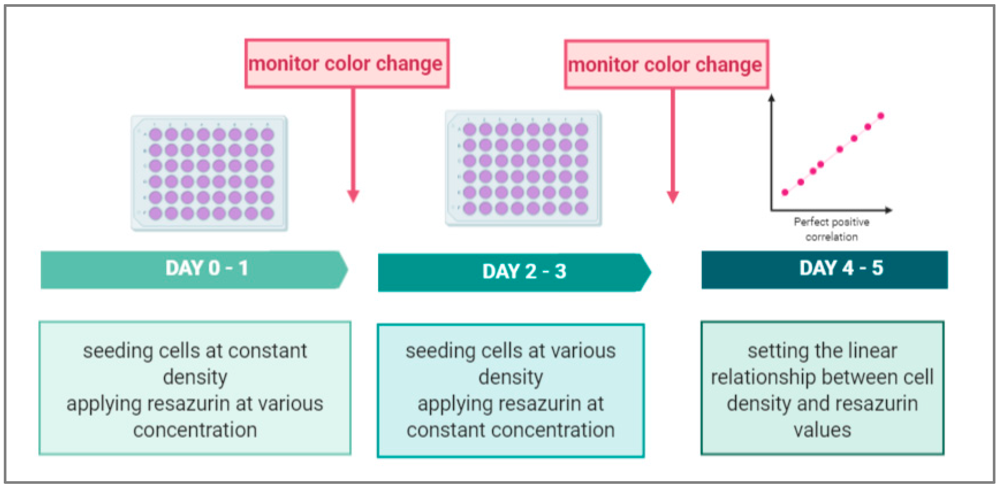 monitor color change
monitor color change
Perfect positive
correlation
DAY 0 - 1
DAY 2 - 3
DAY 4 - 5
seeding cells at constant
density
applying resazurin at various
concentration
seeding cells at various
density
applying resazurin at
constant concentration
setting the linear
relationship between cell
density and resazurin
values